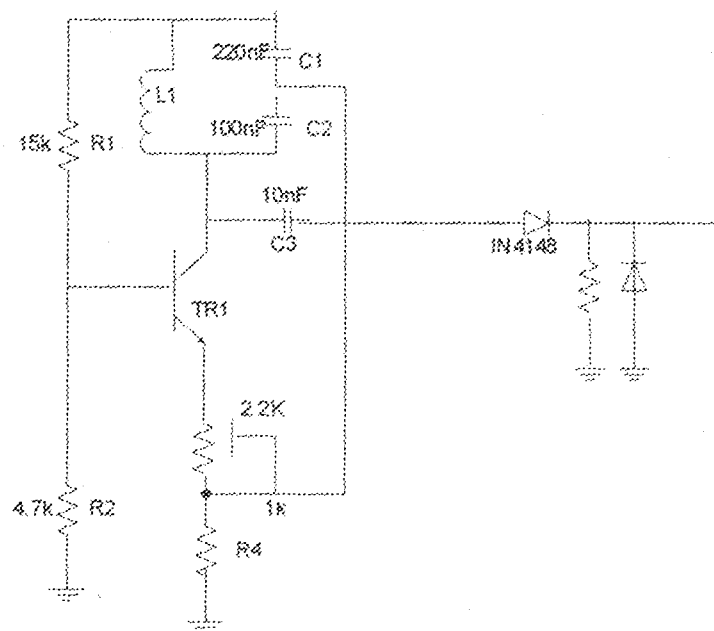 220nF
C1
L1
100nF
C2
15k
R1
10nF
C3
IN4148
TR1
2.2K
4.7k
R2
1k
R4